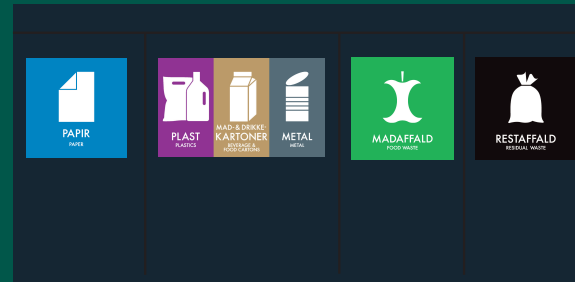 PAPIR
PAPER
PLAST
PLASTICS
MAD- & DRIKKE-
KARTONER
BEVERAGE &
FOOD CARTONS
METAL
METAL
MADAFFALD
FOOD WASTE
RESTAFFALD
RESIDUAL WASTE